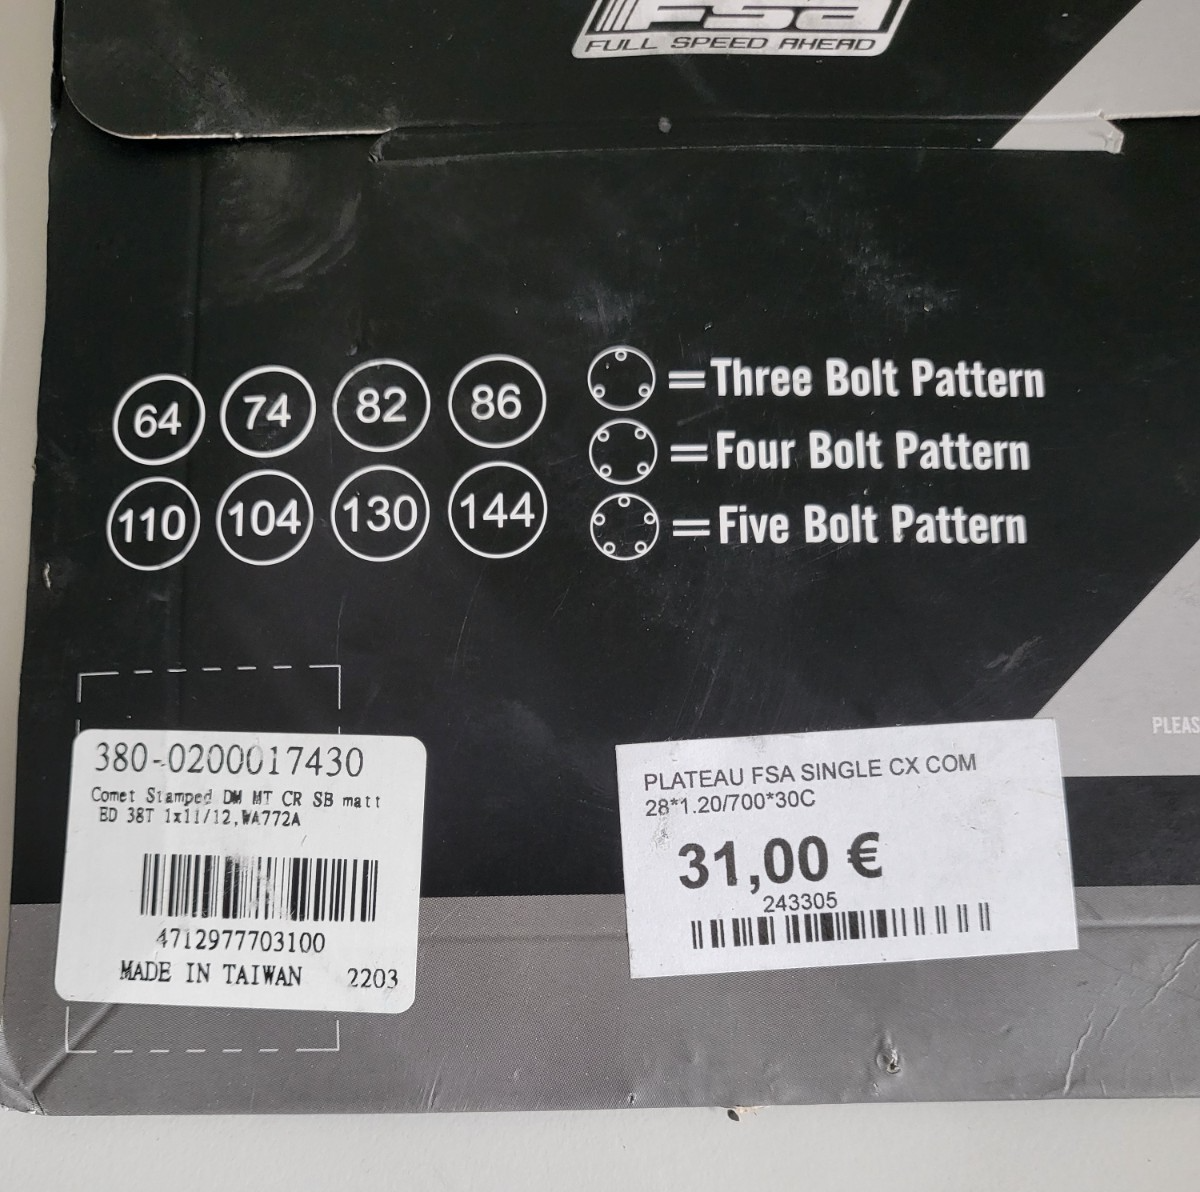 FSA
FULL SPEED AHEAD
64 74 82 86
110 104 130 144
=Three Bolt Pattern
=Four Bolt Pattern
=Five Bolt Pattern
PLEAS
380-0200017430
Comet Stamped DM MT CR SB matt
BD 38T 1x11/12,WA772A
4712977703100
MADE IN TAIWAN 2203
PLATEAU FSA SINGLE CX COM
28*1.20/700*30C
31,00 €
243305